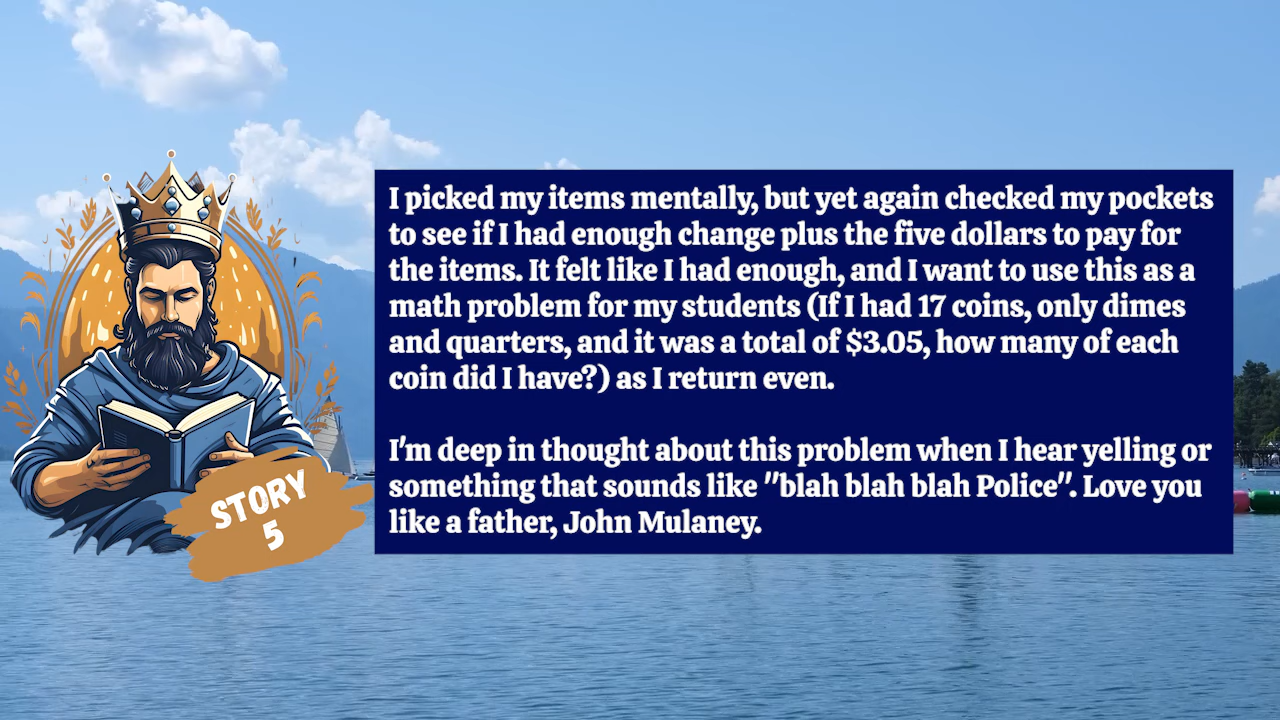 I picked my items mentally, but yet again checked my pockets
to see if I had enough change plus the five dollars to pay for
the items. It felt like I had enough, and I want to use this as a
math problem for my students (If I had 17 coins, only dimes
and quarters, and it was a total of $3.05, how many of each
coin did I have?) as I return even.
I'm deep in thought about this problem when I hear yelling or
something that sounds like "blah blah blah Police". Love you
like a father, John Mulaney.
STORY
5